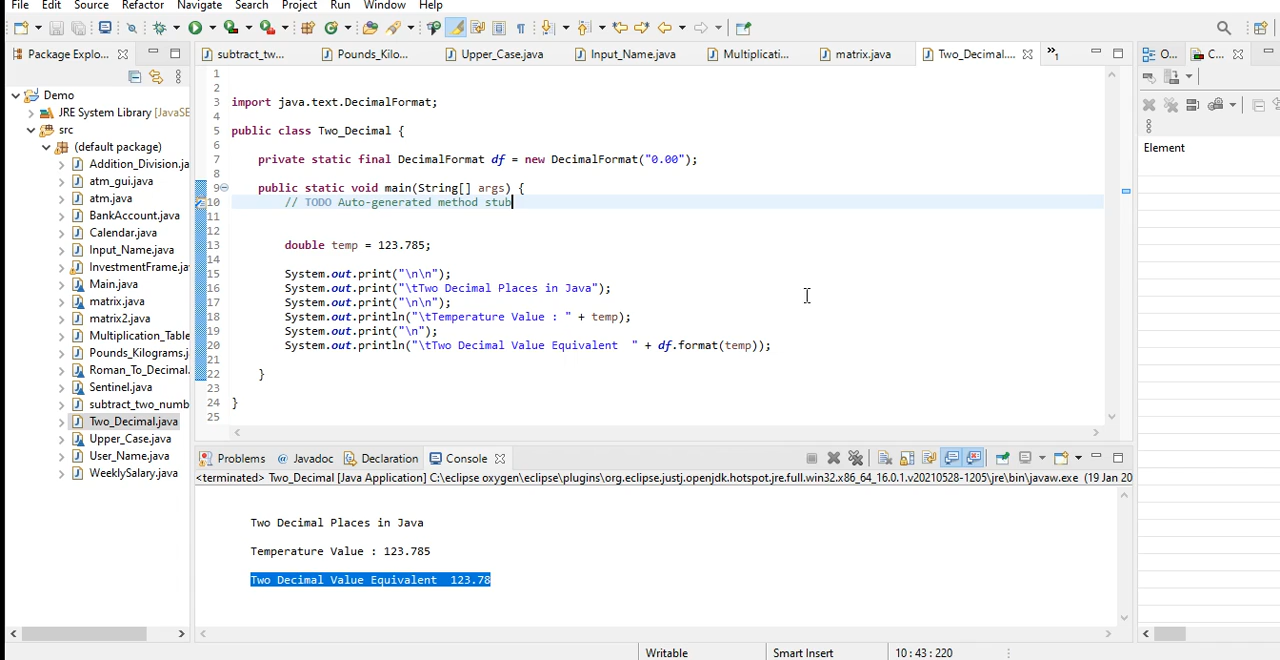 File Edit Source Refactor Navigate Search Project Run Window Help
Package Explo...
subtract_tw...
Pounds_Kilo...
Upper_Case.java
Input_Name.java
Multiplicati...
matrix.java
Two_Decimal....
»1
O...
C...
Demo
JRE System Library [JavaSE
src
(default package)
Addition_Division.ja
atm_gui.java
atm.java
BankAccount.java
Calendar.java
Input_Name.java
InvestmentFrame.ja
Main.java
matrix.java
matrix2.java
Multiplication_Table
Pounds_Kilograms.j
Roman_To_Decimal.
Sentinel.java
subtract_two_numb
Two_Decimal.java
Upper_Case.java
User_Name.java
WeeklySalary.java
1
2
3 import java.text.DecimalFormat;
4
5 public class Two_Decimal {
6
7 private static final DecimalFormat df = new DecimalFormat("0.00");
8
9 public static void main(String[] args) {
10 // TODO Auto-generated method stub
11
12
13 double temp = 123.785;
14
15 System.out.print("\n\n");
16 System.out.print("\tTwo Decimal Places in Java");
17 System.out.print("\n\n");
18 System.out.println("\tTemperature Value : " + temp);
19 System.out.print("\n");
20 System.out.println("\tTwo Decimal Value Equivalent  " + df.format(temp));
21
22 }
23
24 }
25
Element
Problems
@ Javadoc
Declaration
Console
<terminated> Two_Decimal [Java Application] C:\eclipse oxygen\eclipse\plugins\org.eclipse.justj.openjdk.hotspot.jre.full.win32.x86_64_16.0.1.v20210528-1205\jre\bin\javaw.exe (19 Jan 20
Two Decimal Places in Java
Temperature Value : 123.785
Two Decimal Value Equivalent  123.78
Writable
Smart Insert
10 : 43 : 220